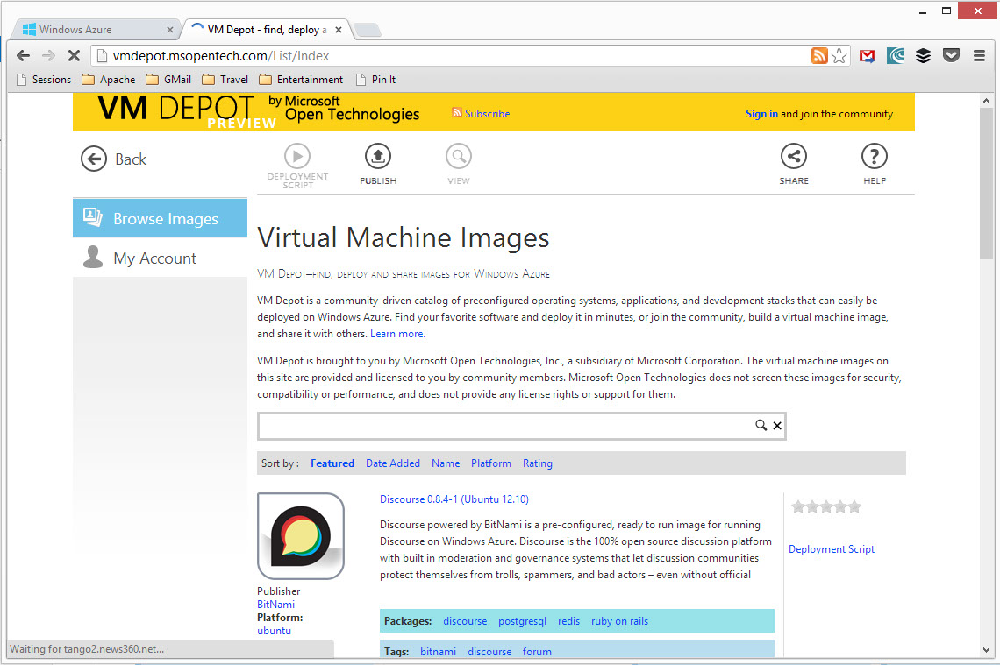 Windows Azure
VM Depot - find, deploy a
vmdepot.msopentech.com/List/Index
Sessions Apache GMail Travel Entertainment Pin It
VM DEPOT by Microsoft
Open Technologies
PREVIEW
Subscribe
Sign in and join the community
Back
DEPLOYMENT
SCRIPT
PUBLISH
VIEW
SHARE
HELP
Browse Images
My Account
Virtual Machine Images
VM Depot—find, deploy and share images for Windows Azure
VM Depot is a community-driven catalog of preconfigured operating systems, applications, and development stacks that can easily be
deployed on Windows Azure. Find your favorite software and deploy it in minutes, or join the community, build a virtual machine image,
and share it with others. Learn more.
VM Depot is brought to you by Microsoft Open Technologies, Inc., a subsidiary of Microsoft Corporation. The virtual machine images on
this site are provided and licensed to you by community members. Microsoft Open Technologies does not screen these images for security,
compatibility or performance, and does not provide any license rights or support for them.
Sort by : Featured Date Added Name Platform Rating
Discourse 0.8.4-1 (Ubuntu 12.10)
Discourse powered by BitNami is a pre-configured, ready to run image for running
Discourse on Windows Azure. Discourse is the 100% open source discussion platform
with built in moderation and governance systems that let discussion communities
protect themselves from trolls, spammers, and bad actors – even without official
Deployment Script
Publisher
BitNami
Platform:
ubuntu
Packages: discourse postgresql redis ruby on rails
Tags: bitnami discourse forum
Waiting for tango2.news360.net...